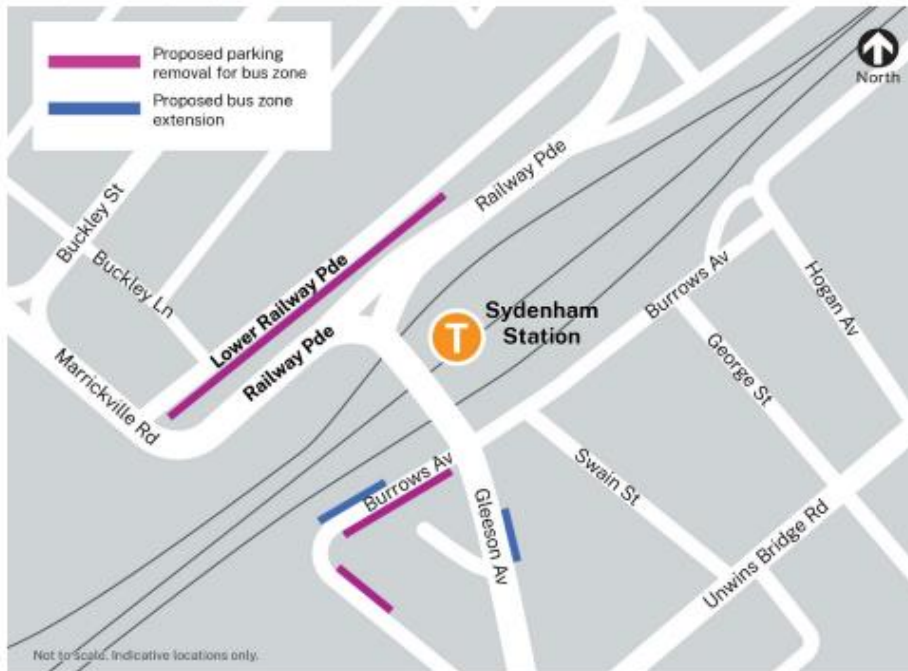 Proposed parking
removal for bus zone
Proposed bus zone
extension
North
Railway Pde
Buckley St
Buckley Ln
Lower Railway Pde
Railway Pde
Marrickville Rd
T
Sydenham
Station
Burrows Av
Hogan Av
George St
Burrows Av
Swain St
Gleeson Av
Unwins Bridge Rd
Not to scale. Indicative locations only.